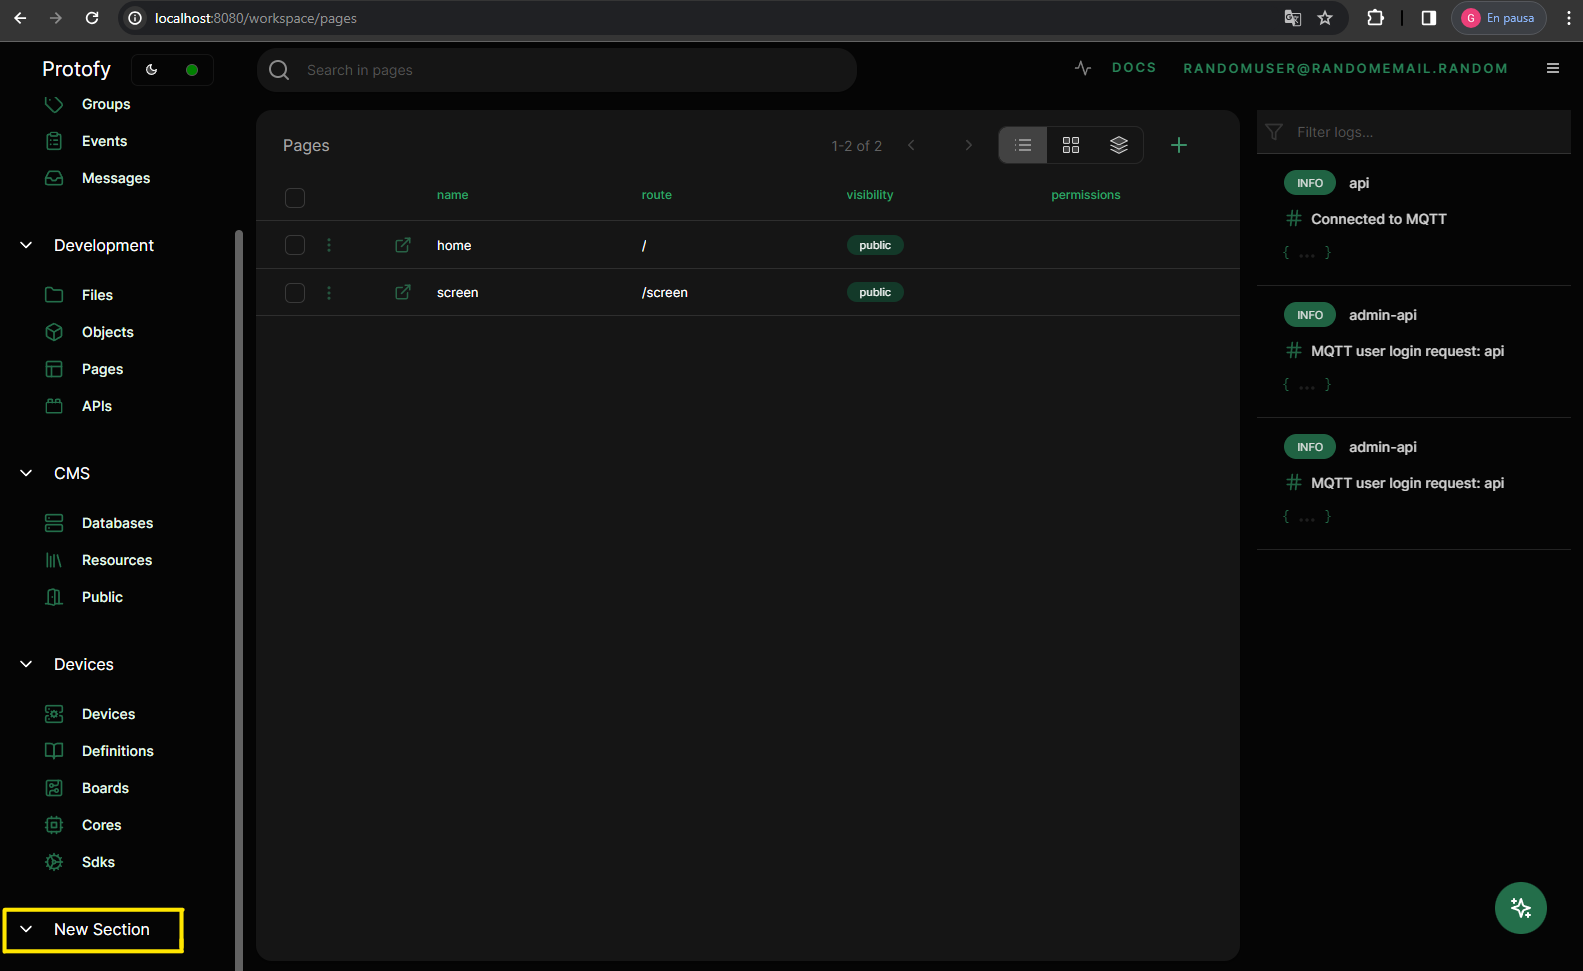 localhost:8080/workspace/pages
G En pausa
Protofy
Search in pages
DOCS
RANDOMUSER@RANDOMEMAIL.RANDOM
Groups
Events
Messages
Development
Files
Objects
Pages
APIs
CMS
Databases
Resources
Public
Devices
Devices
Definitions
Boards
Cores
Sdks
New Section
Pages
1-2 of 2
name route visibility permissions
home / public
screen /screen public
Filter logs...
INFO api
# Connected to MQTT
{ ... }
INFO admin-api
# MQTT user login request: api
{ ... }
INFO admin-api
# MQTT user login request: api
{ ... }